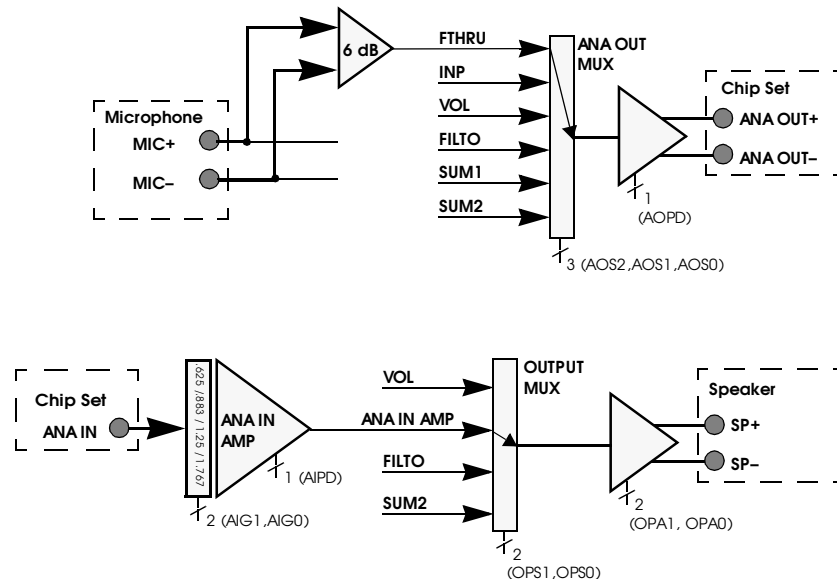 6 dB
FTHRU
ANA OUT
MUX
INP
Chip Set
VOL
Microphone
ANA OUT+
MIC+
FILTO
ANA OUT–
MIC–
SUM1
1
(AOPD)
SUM2
3 (AOS2,AOS1,AOS0)
OUTPUT
MUX
VOL
Speaker
Chip Set
.625 /.883 / 1.25 / 1.767
ANA IN
AMP
ANA IN AMP
SP+
ANA IN
FILTO
SP–
1 (AIPD)
2
(OPA1, OPA0)
SUM2
2 (AIG1,AIG0)
2
(OPS1,OPS0)